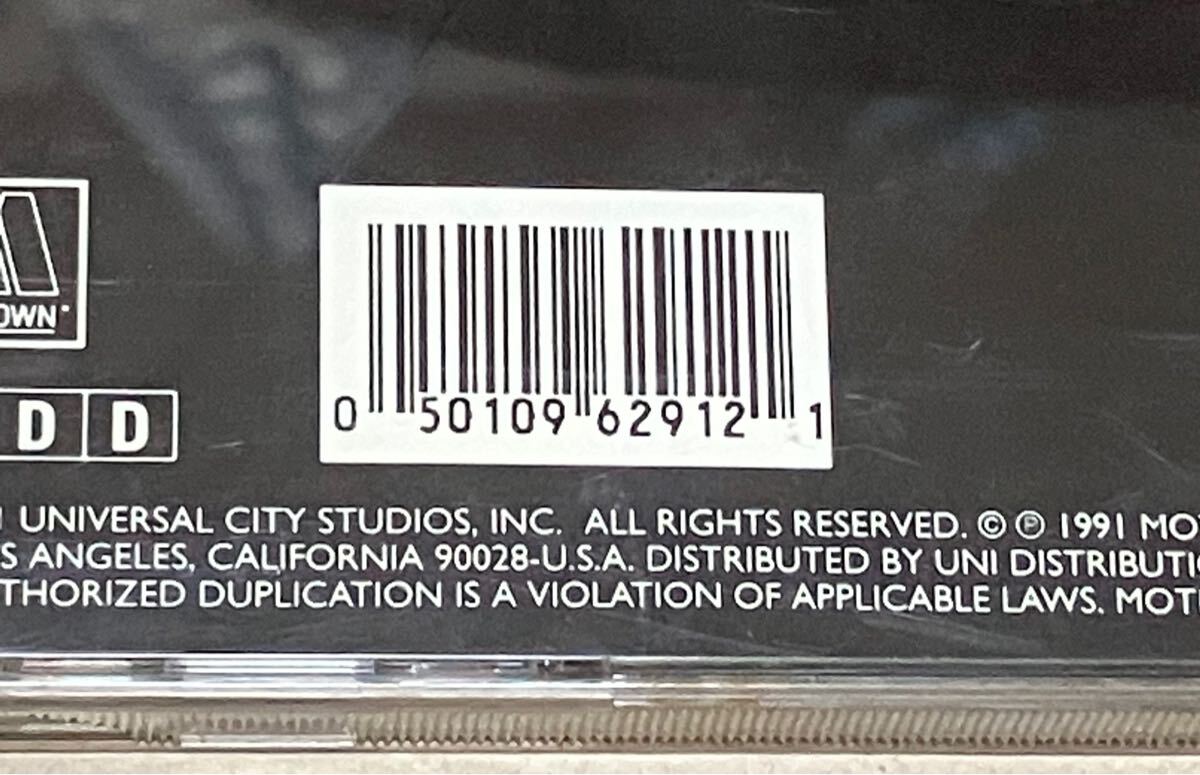 OWN
D D
0 50109 62912 1
UNIVERSAL CITY STUDIOS, INC. ALL RIGHTS RESERVED. © ℗ 1991 MO
S ANGELES, CALIFORNIA 90028-U.S.A. DISTRIBUTED BY UNI DISTRIBUTI
THORIZED DUPLICATION IS A VIOLATION OF APPLICABLE LAWS. MOT